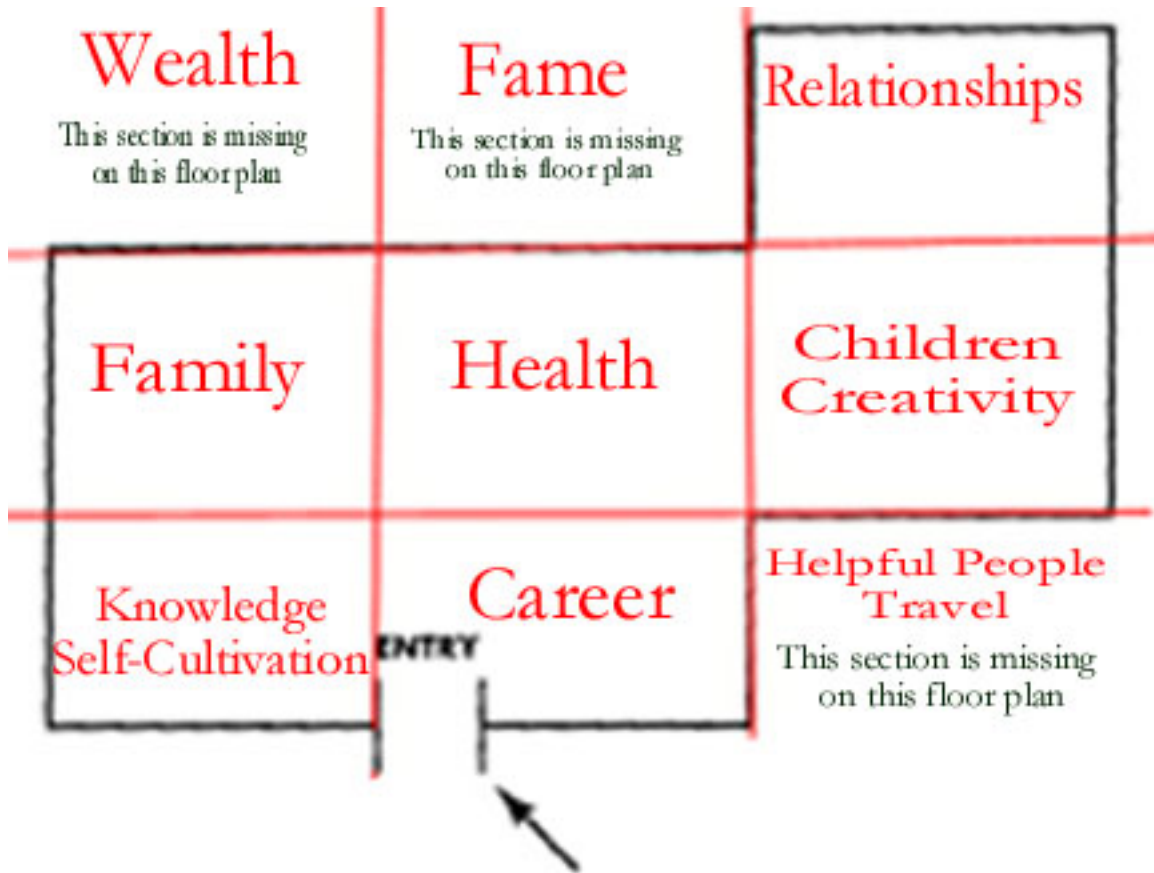 Wealth
This section is missing
on this floor plan
Fame
This section is missing
on this floor plan
Relationships
Family
Health
Children
Creativity
Knowledge
Self-Cultivation
ENTRY
Career
Helpful People
Travel
This section is missing
on this floor plan